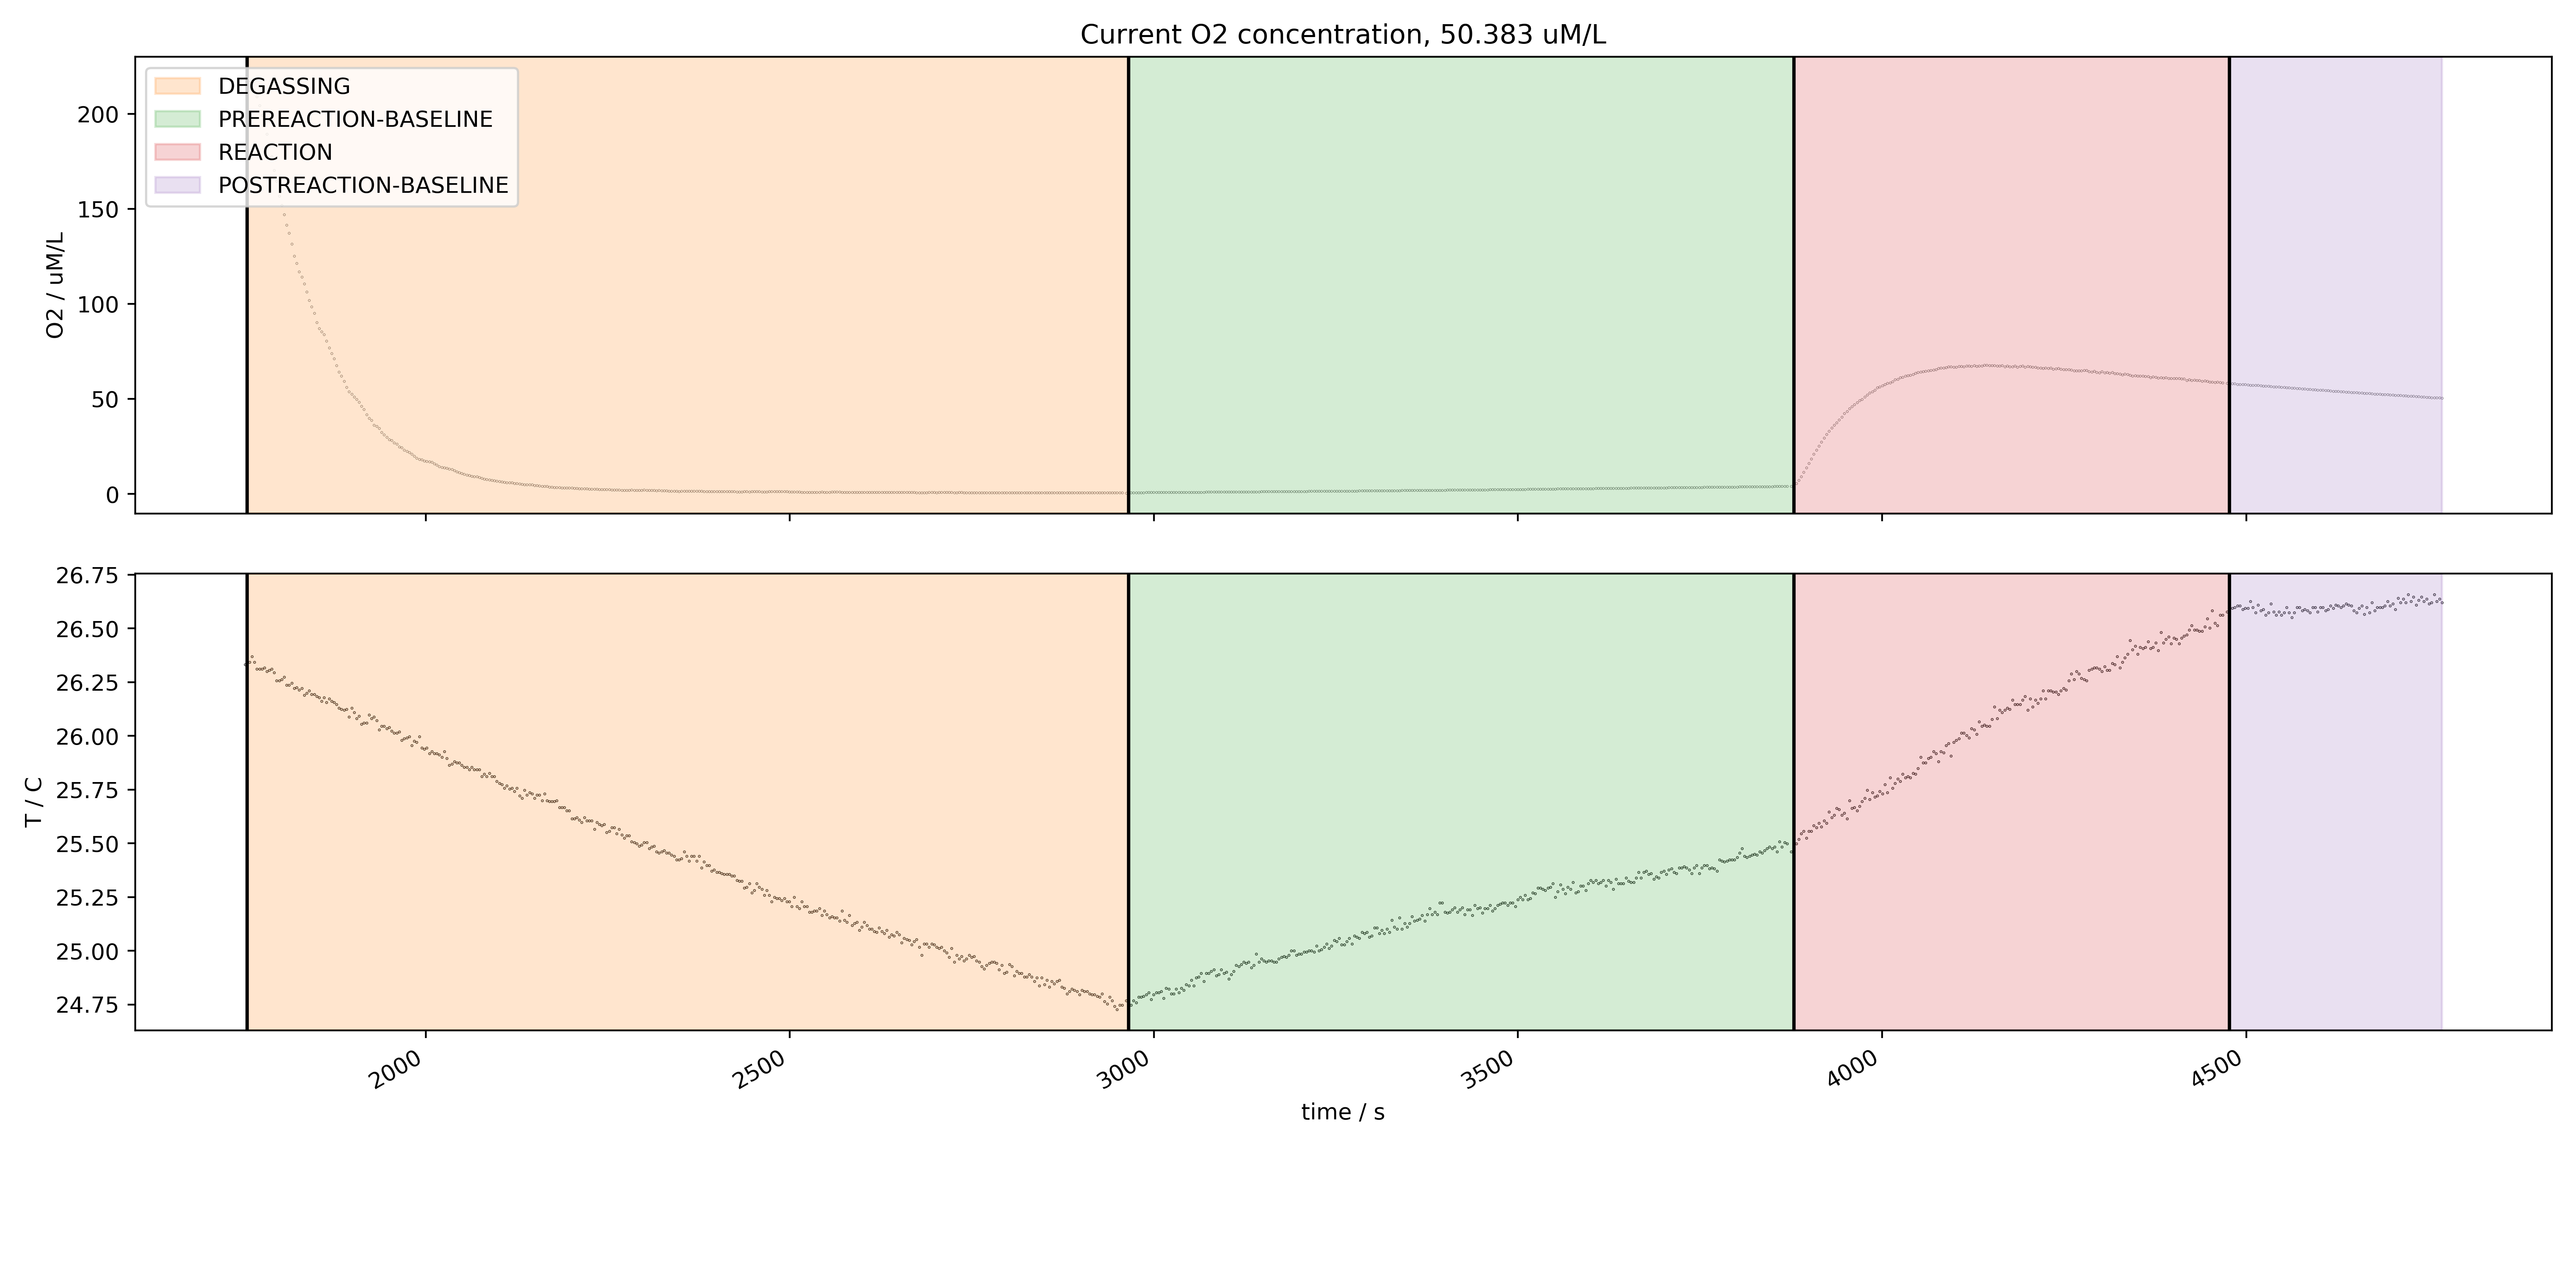 Current O2 concentration, 50.383 uM/L
DEGASSING
PREREACTION-BASELINE
REACTION
POSTREACTION-BASELINE
200
150
100
50
0
O2 / uM/L
26.75
26.50
26.25
26.00
25.75
25.50
25.25
25.00
24.75
T / C
2000
2500
3000
3500
4000
4500
time / s